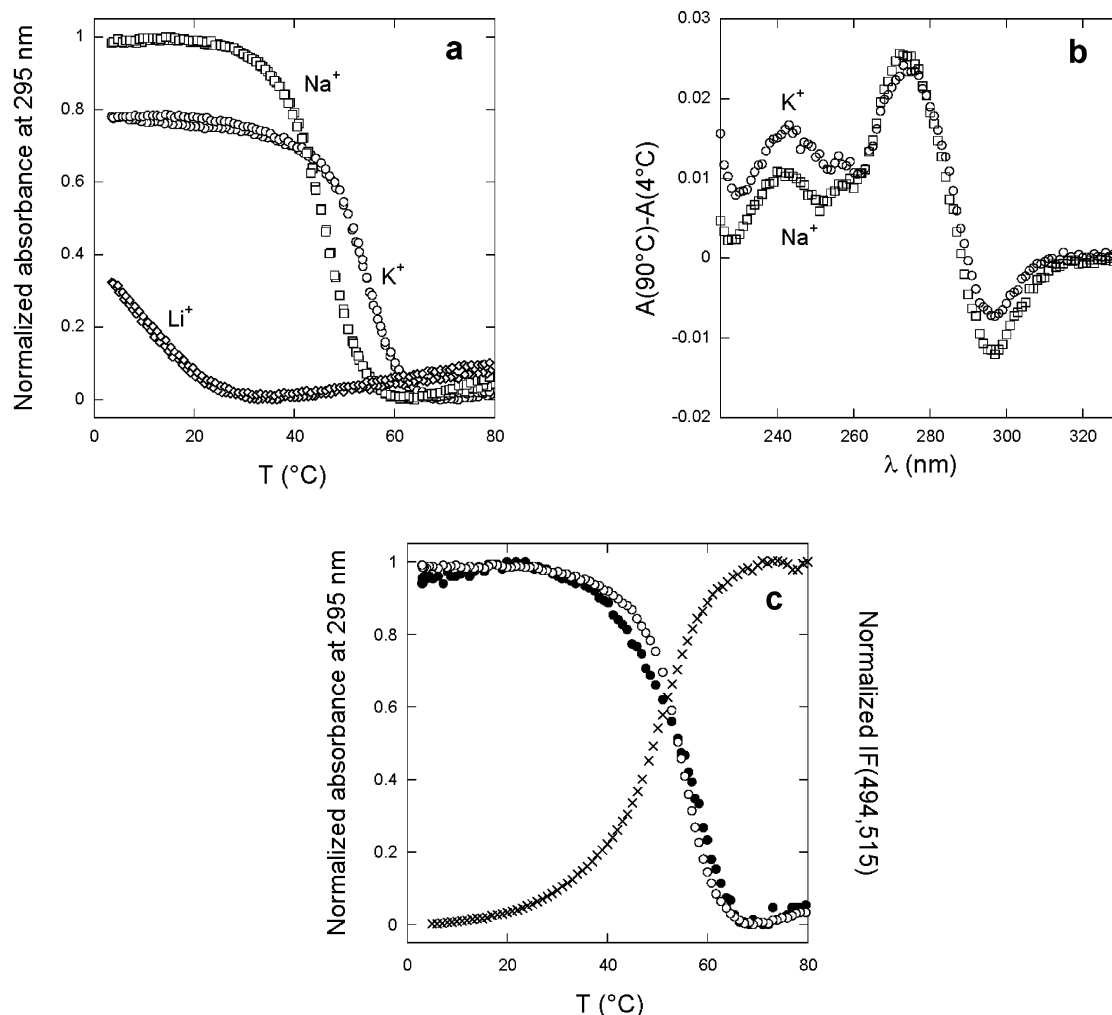 a
Normalized absorbance at 295 nm
1
0.8
0.6
0.4
0.2
0
Na+
K+
Li+
0 20 40 60 80
T (°C)
b
A(90°C)-A(4°C)
0.03
0.02
0.01
0
-0.01
-0.02
K+
Na+
240 260 280 300 320
λ (nm)
c
Normalized absorbance at 295 nm
1
0.8
0.6
0.4
0.2
0
Normalized IF(494,515)
0 20 40 60 80
T (°C)